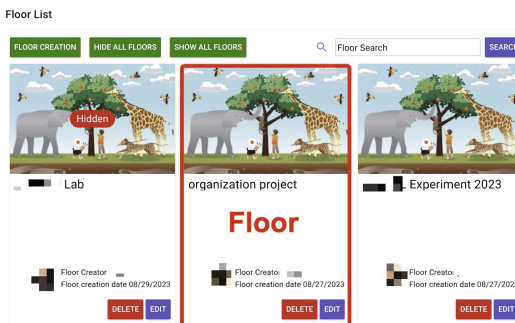 Floor List
FLOOR CREATION HIDE ALL FLOORS SHOW ALL FLOORS Floor Search SEARCH
Hidden
Lab organization project Experiment 2023
Floor
Floor Creator Floor Creator Floor Creator
Floor creation date 08/29/2023 Floor creation date 08/27/2023 Floor creation date 08/27/202
DELETE EDIT DELETE EDIT DELETE EDIT